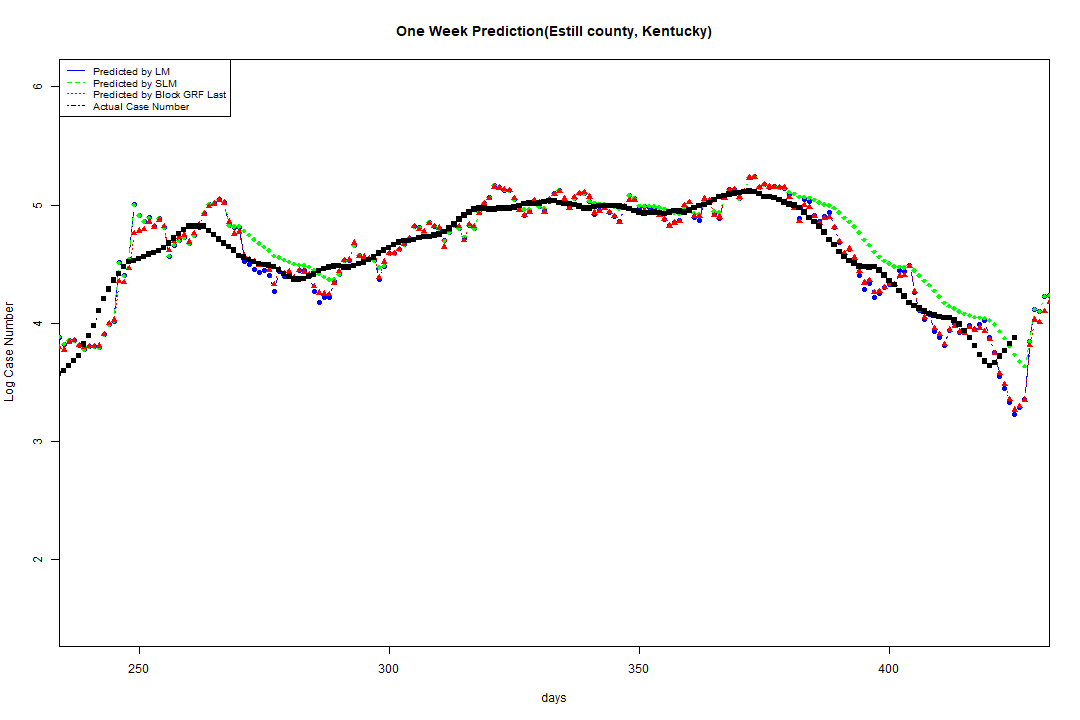 One Week Prediction(Estill county, Kentucky)
Predicted by LM
Predicted by SLM
Predicted by Block GRF Last
Actual Case Number
6
5
4
3
2
Log Case Number
250
300
350
400
days